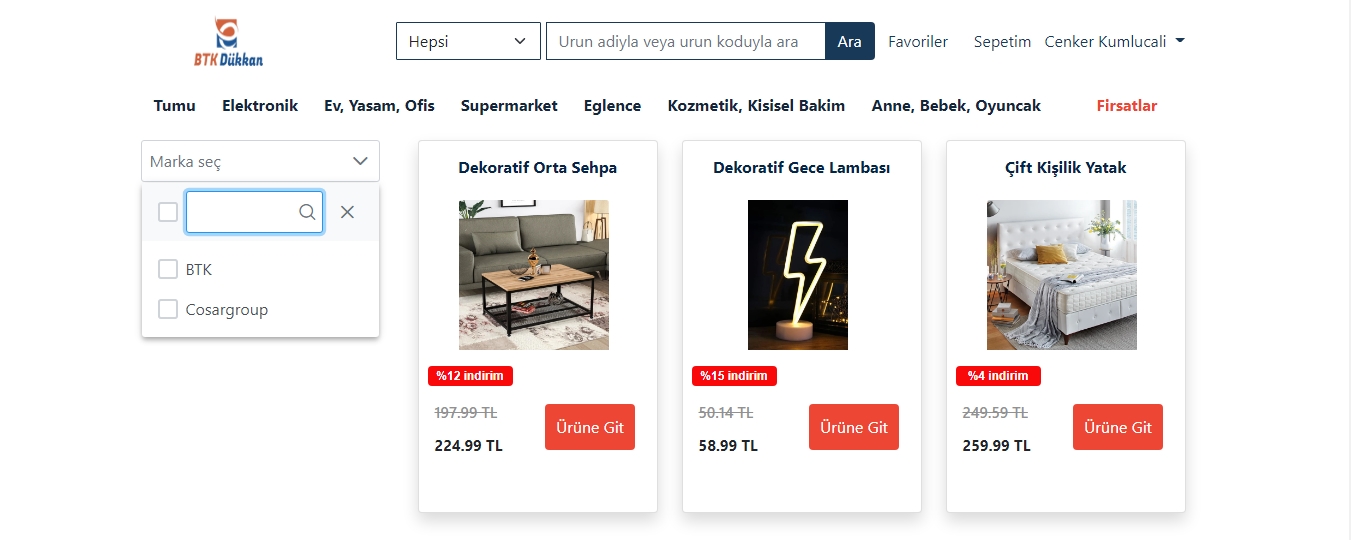 BTK Dükkan
Hepsi
Urun adiyla veya urun koduyla ara
Ara
Favoriler
Sepetim
Cenker Kumlucali
Tumu
Elektronik
Ev, Yasam, Ofis
Supermarket
Eglence
Kozmetik, Kisisel Bakim
Anne, Bebek, Oyuncak
Firsatlar
Marka seç
BTK
Cosargroup
Dekoratif Orta Sehpa
%12 indirim
197.99 TL
224.99 TL
Ürüne Git
Dekoratif Gece Lambası
%15 indirim
50.14 TL
58.99 TL
Ürüne Git
Çift Kişilik Yatak
%4 indirim
249.59 TL
259.99 TL
Ürüne Git